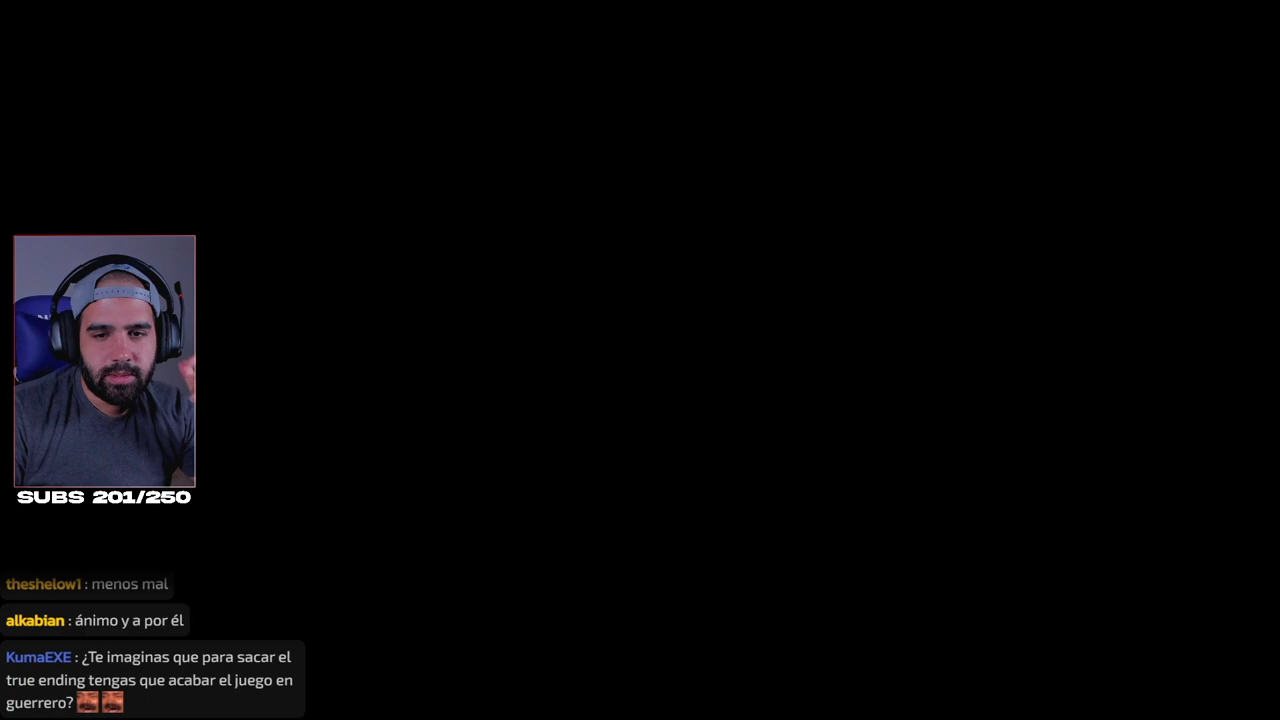 SUBS 201/250
theshelow1 : menos mal
alkabian : ánimo y a por él
KumaEXE : ¿Te imaginas que para sacar el
true ending tengas que acabar el juego en
guerrero?